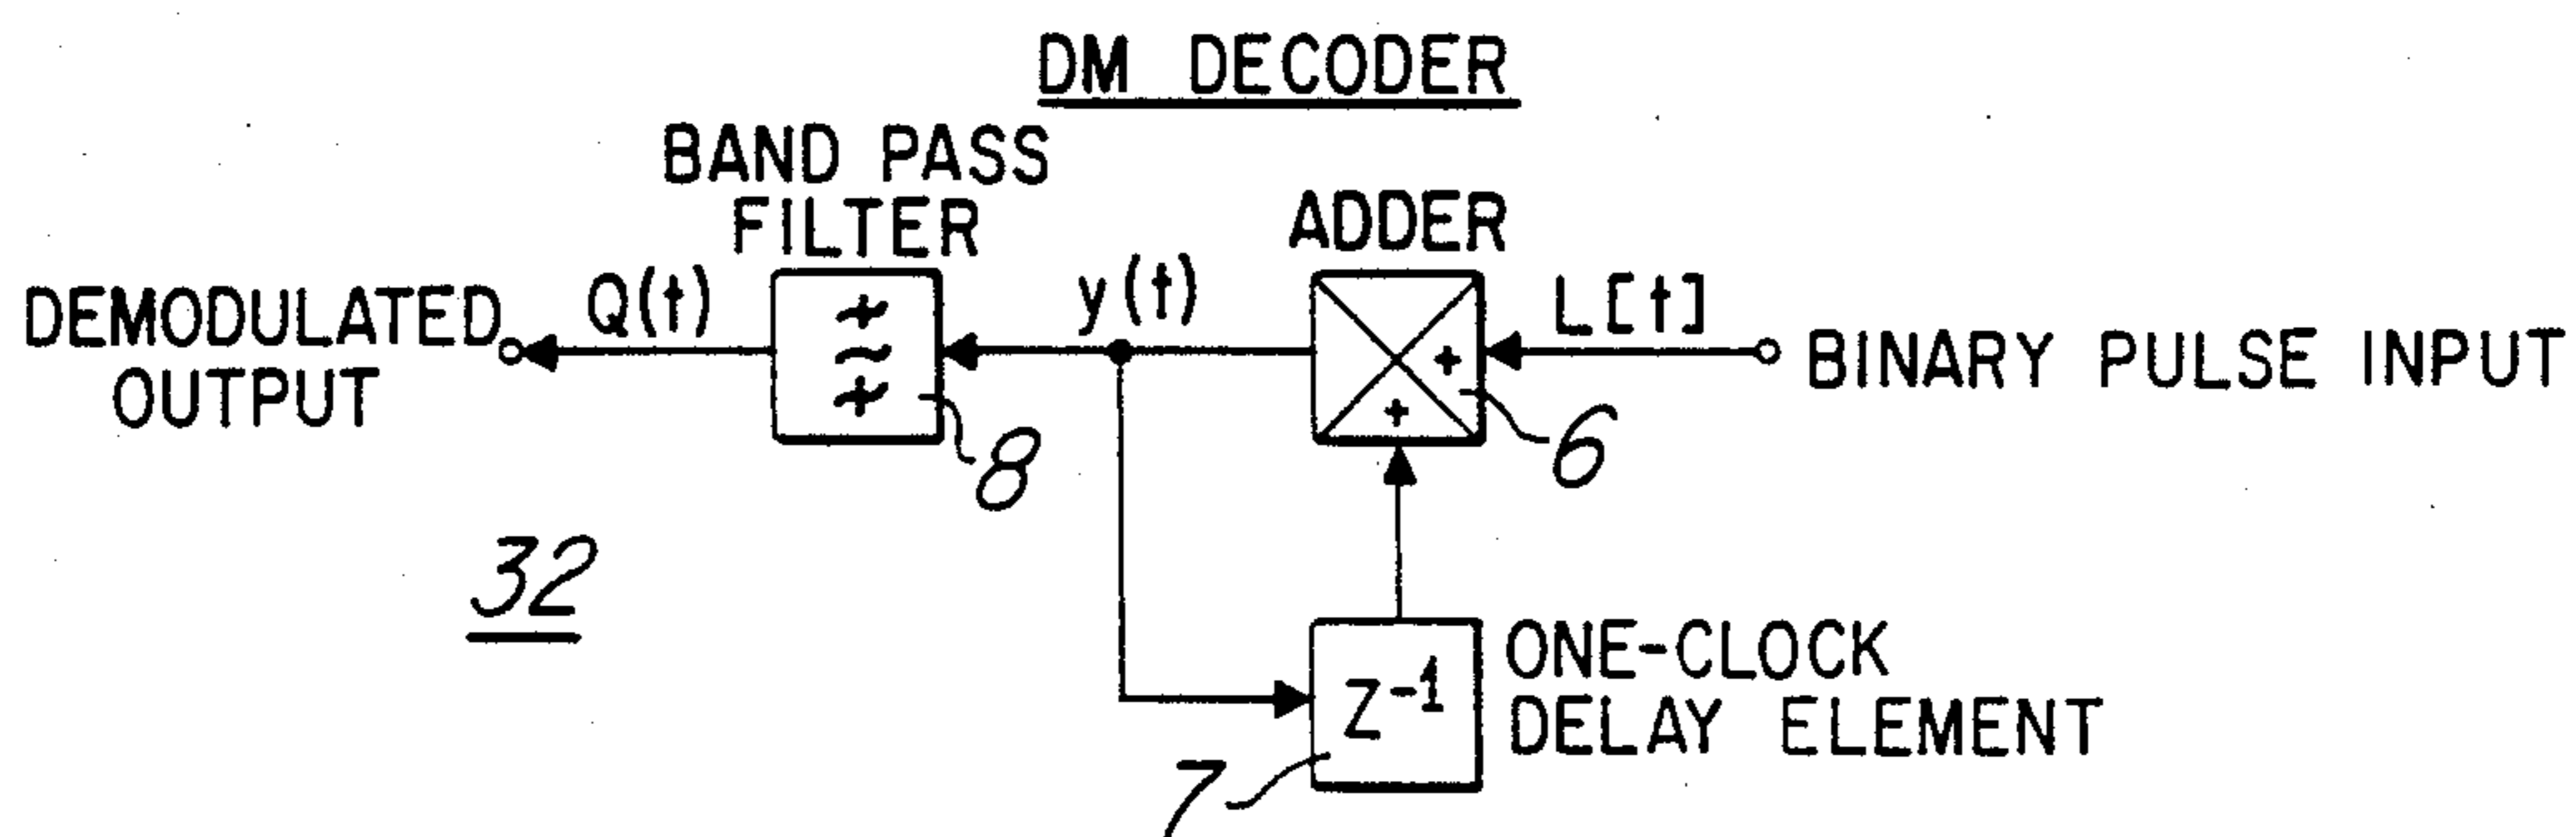 DM DECODER
BAND PASS
FILTER
ADDER
DEMODULATED
OUTPUT
Q(t)
y(t)
L[t]
BINARY PULSE INPUT
+
+
8
6
32
Z⁻¹
ONE-CLOCK
DELAY ELEMENT
7